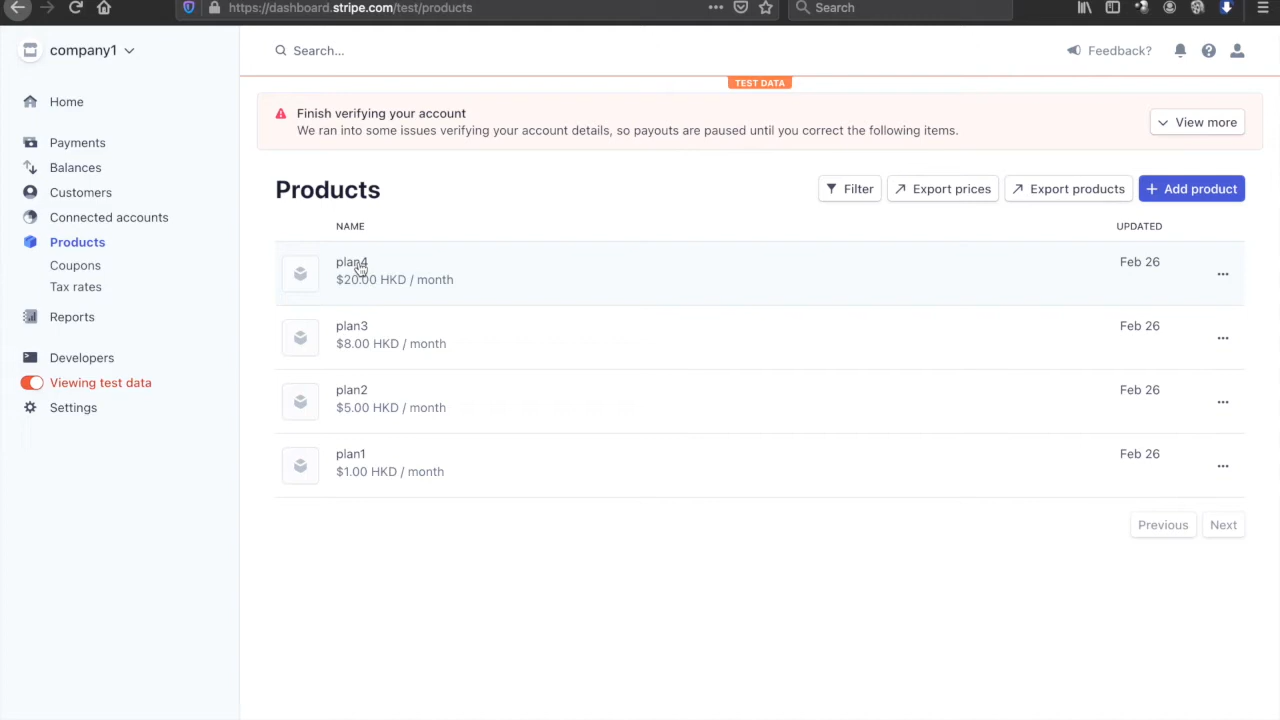 https://dashboard.stripe.com/test/products
Search
company1
Search...
Feedback?
TEST DATA
Home
Payments
Balances
Customers
Connected accounts
Products
Coupons
Tax rates
Reports
Developers
Viewing test data
Settings
Finish verifying your account
We ran into some issues verifying your account details, so payouts are paused until you correct the following items.
View more
Products
Filter
Export prices
Export products
Add product
NAME
UPDATED
plan4
Feb 26
$20.00 HKD / month
plan3
Feb 26
$8.00 HKD / month
plan2
Feb 26
$5.00 HKD / month
plan1
Feb 26
$1.00 HKD / month
Previous
Next